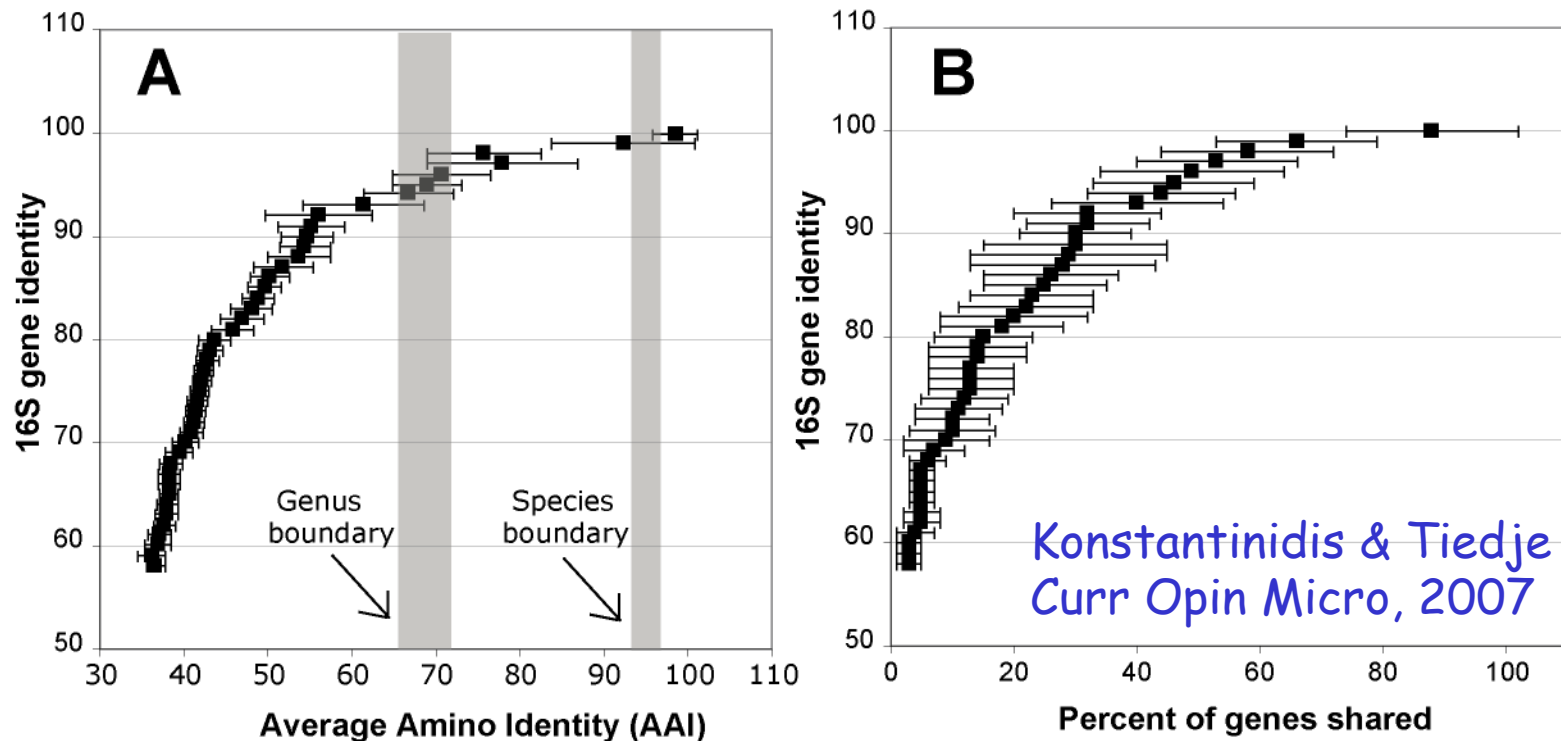 A
110
100
90
80
70
60
50
16S gene identity
Genus
boundary
Species
boundary
30 40 50 60 70 80 90 100 110
Average Amino Identity (AAI)
B
110
100
90
80
70
60
50
16S gene identity
Konstantinidis & Tiedje
Curr Opin Micro, 2007
0 20 40 60 80 100
Percent of genes shared